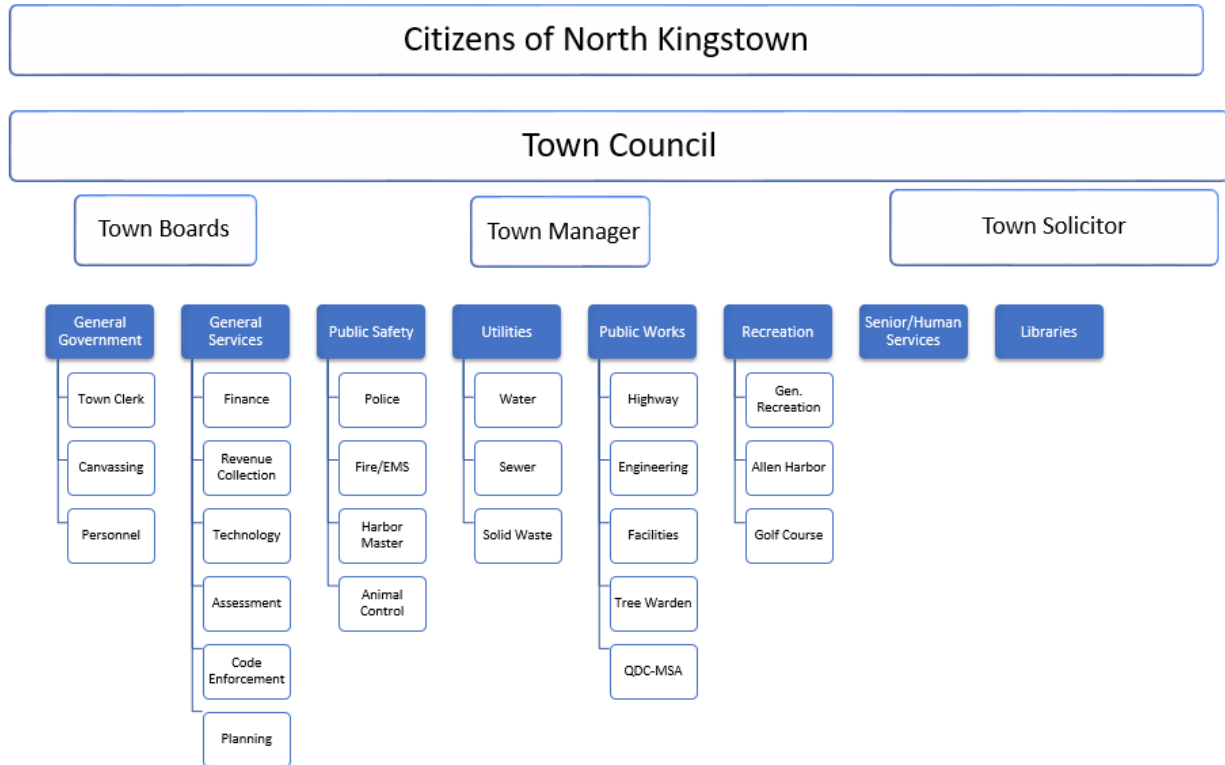 Citizens of North Kingstown
Town Council
Town Boards
Town Manager
Town Solicitor
General
Government
Town Clerk
Canvassing
Personnel
General
Services
Finance
Revenue
Collection
Technology
Assessment
Code
Enforcement
Planning
Public Safety
Police
Fire/EMS
Harbor
Master
Animal
Control
Utilities
Water
Sewer
Solid Waste
Public Works
Highway
Engineering
Facilities
Tree Warden
QDC-MSA
Recreation
Gen.
Recreation
Allen Harbor
Golf Course
Senior/Human
Services
Libraries